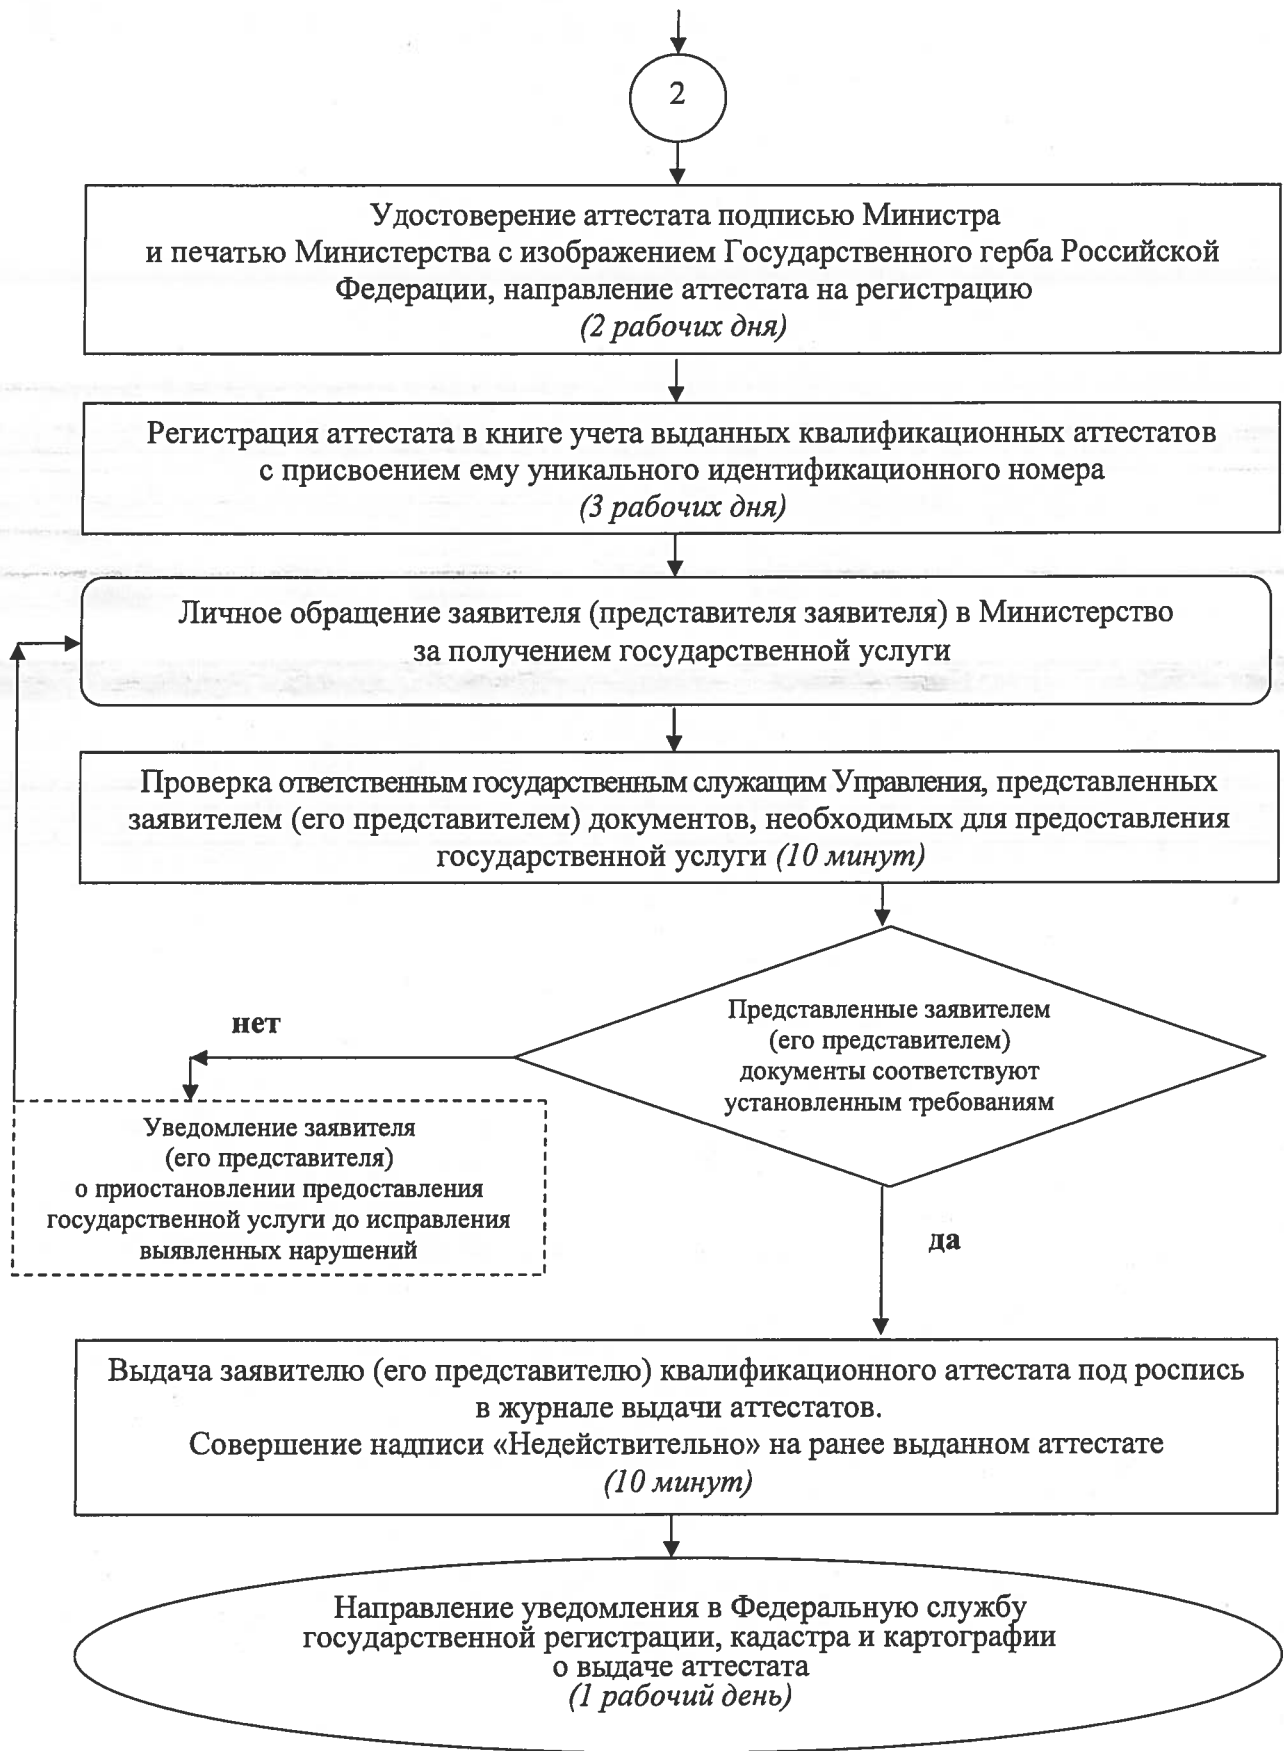 2
Удостоверение аттестата подписью Министра
и печатью Министерства с изображением Государственного герба Российской
Федерации, направление аттестата на регистрацию
(2 рабочих дня)
Регистрация аттестата в книге учета выданных квалификационных аттестатов
с присвоением ему уникального идентификационного номера
(3 рабочих дня)
Личное обращение заявителя (представителя заявителя) в Министерство
за получением государственной услуги
Проверка ответственным государственным служащим Управления, представленных
заявителем (его представителем) документов, необходимых для предоставления
государственной услуги (10 минут)
Представленные заявителем
(его представителем)
документы соответствуют
установленным требованиям
нет
Уведомление заявителя
(его представителя)
о приостановлении предоставления
государственной услуги до исправления
выявленных нарушений
да
Выдача заявителю (его представителю) квалификационного аттестата под роспись
в журнале выдачи аттестатов.
Совершение надписи «Недействительно» на ранее выданном аттестате
(10 минут)
Направление уведомления в Федеральную службу
государственной регистрации, кадастра и картографии
о выдаче аттестата
(1 рабочий день)